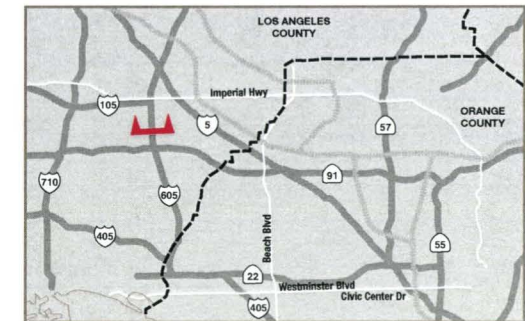 LOS ANGELES
COUNTY
Imperial Hwy
105
5
ORANGE
COUNTY
57
710
605
91
405
Beach Blvd
55
22
Westminster Blvd
Civic Center Dr
405